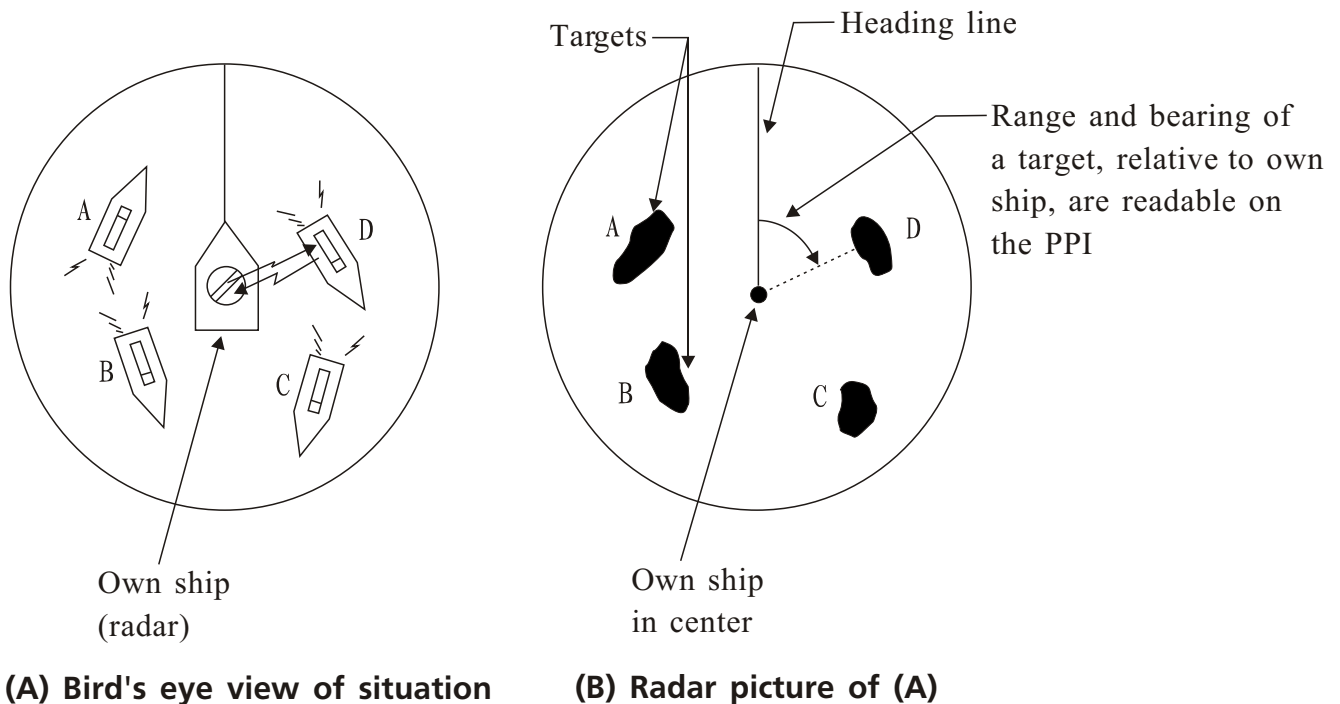 Targets
Heading line
Range and bearing of
a target, relative to own
ship, are readable on
the PPI
A
D
B
C
A
D
B
C
Own ship
(radar)
Own ship
in center
(A) Bird's eye view of situation
(B) Radar picture of (A)